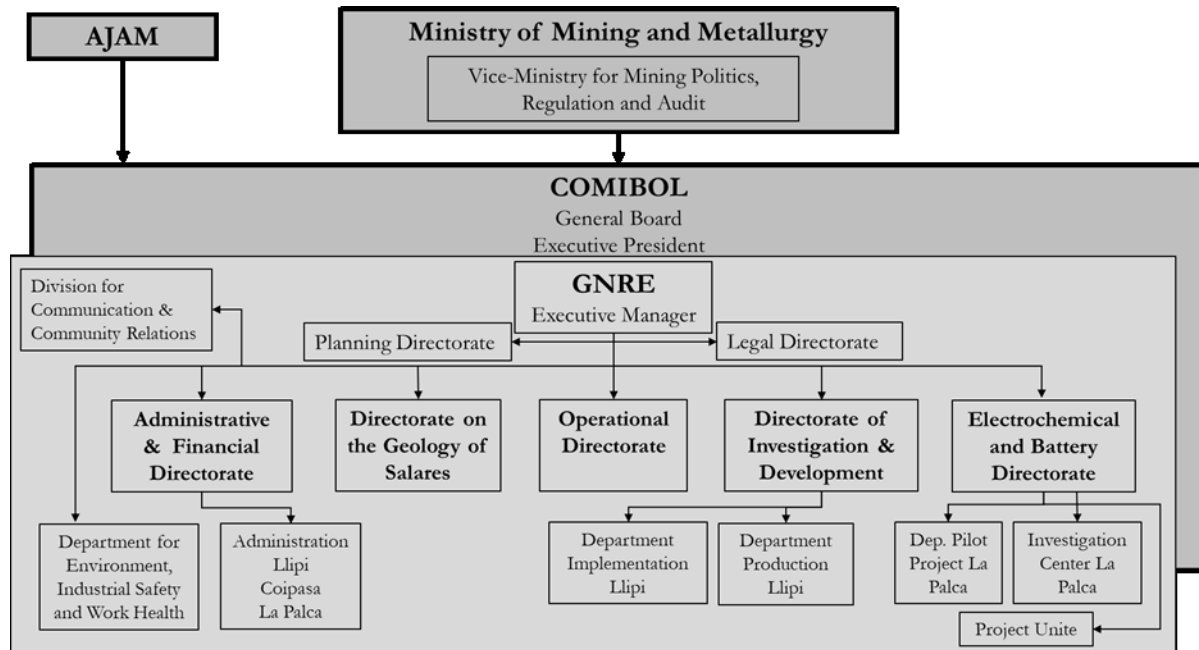 AJAM
Ministry of Mining and Metallurgy
Vice-Ministry for Mining Politics,
Regulation and Audit
COMIBOL
General Board
Executive President
Division for
Communication &
Community Relations
GNRE
Executive Manager
Planning Directorate
Legal Directorate
Administrative
& Financial
Directorate
Directorate on
the Geology of
Salares
Operational
Directorate
Directorate of
Investigation &
Development
Electrochemical
and Battery
Directorate
Department for
Environment,
Industrial Safety
and Work Health
Administration
Llipi
Coipasa
La Palca
Department
Implementation
Llipi
Department
Production
Llipi
Dep. Pilot
Project La
Palca
Investigation
Center La
Palca
Project Unite